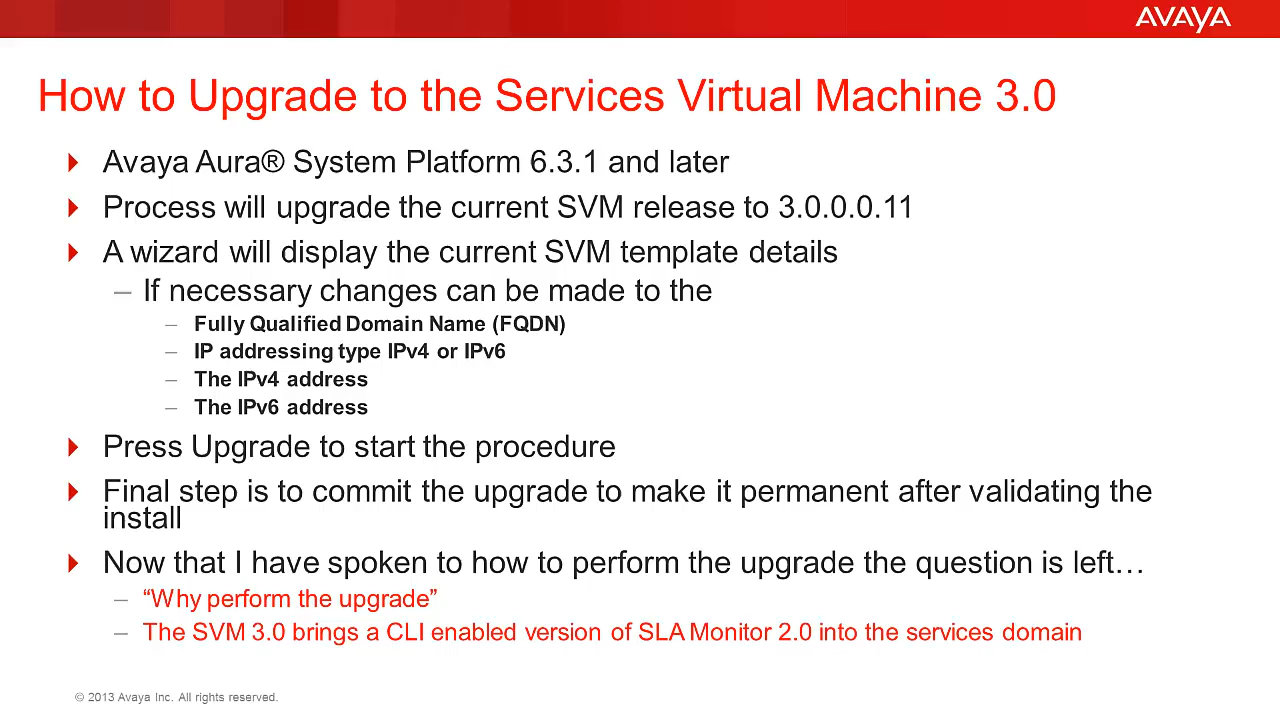 AVAYA
How to Upgrade to the Services Virtual Machine 3.0
Avaya Aura® System Platform 6.3.1 and later
Process will upgrade the current SVM release to 3.0.0.0.11
A wizard will display the current SVM template details
– If necessary changes can be made to the
– Fully Qualified Domain Name (FQDN)
– IP addressing type IPv4 or IPv6
– The IPv4 address
– The IPv6 address
Press Upgrade to start the procedure
Final step is to commit the upgrade to make it permanent after validating the
install
Now that I have spoken to how to perform the upgrade the question is left…
– “Why perform the upgrade”
– The SVM 3.0 brings a CLI enabled version of SLA Monitor 2.0 into the services domain
© 2013 Avaya Inc. All rights reserved.